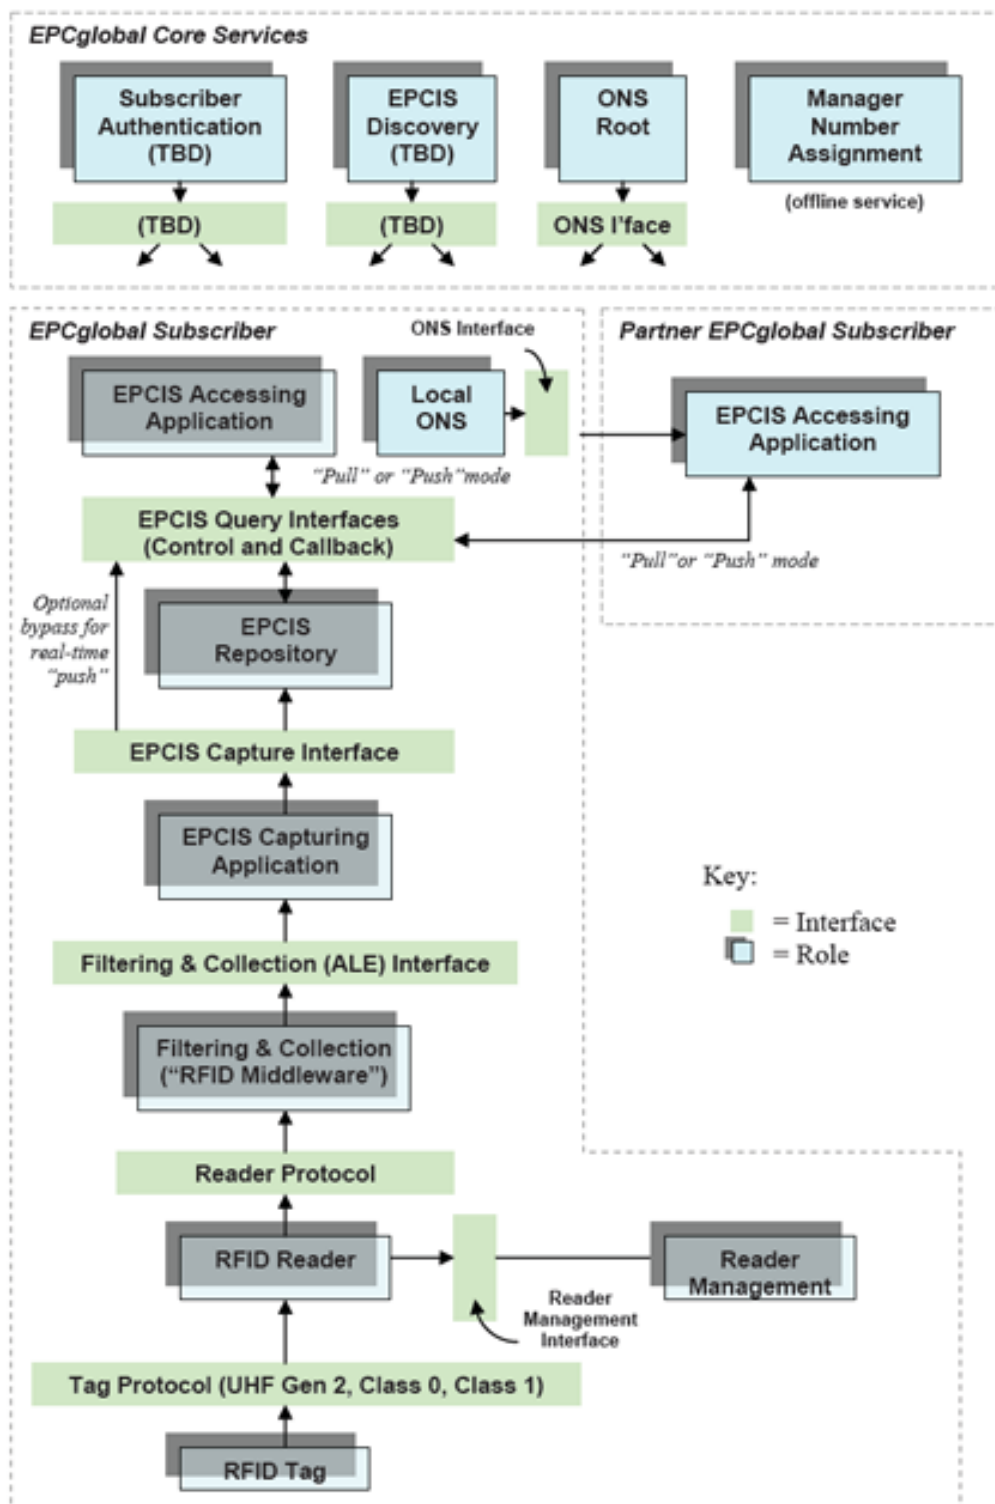 EPCglobal Core Services
Subscriber
Authentication
(TBD)
EPCIS
Discovery
(TBD)
ONS
Root
Manager
Number
Assignment
(offline service)
(TBD)
(TBD)
ONS I'face
EPCglobal Subscriber
ONS Interface
Partner EPCglobal Subscriber
EPCIS Accessing
Application
Local
ONS
EPCIS Accessing
Application
"Pull" or "Push"mode
EPCIS Query Interfaces
(Control and Callback)
"Pull"or "Push" mode
Optional
bypass for
real-time
"push"
EPCIS
Repository
EPCIS Capture Interface
EPCIS Capturing
Application
Key:
= Interface
= Role
Filtering & Collection (ALE) Interface
Filtering & Collection
("RFID Middleware")
Reader Protocol
RFID Reader
Reader
Management
Reader
Management
Interface
Tag Protocol (UHF Gen 2, Class 0, Class 1)
RFID Tag